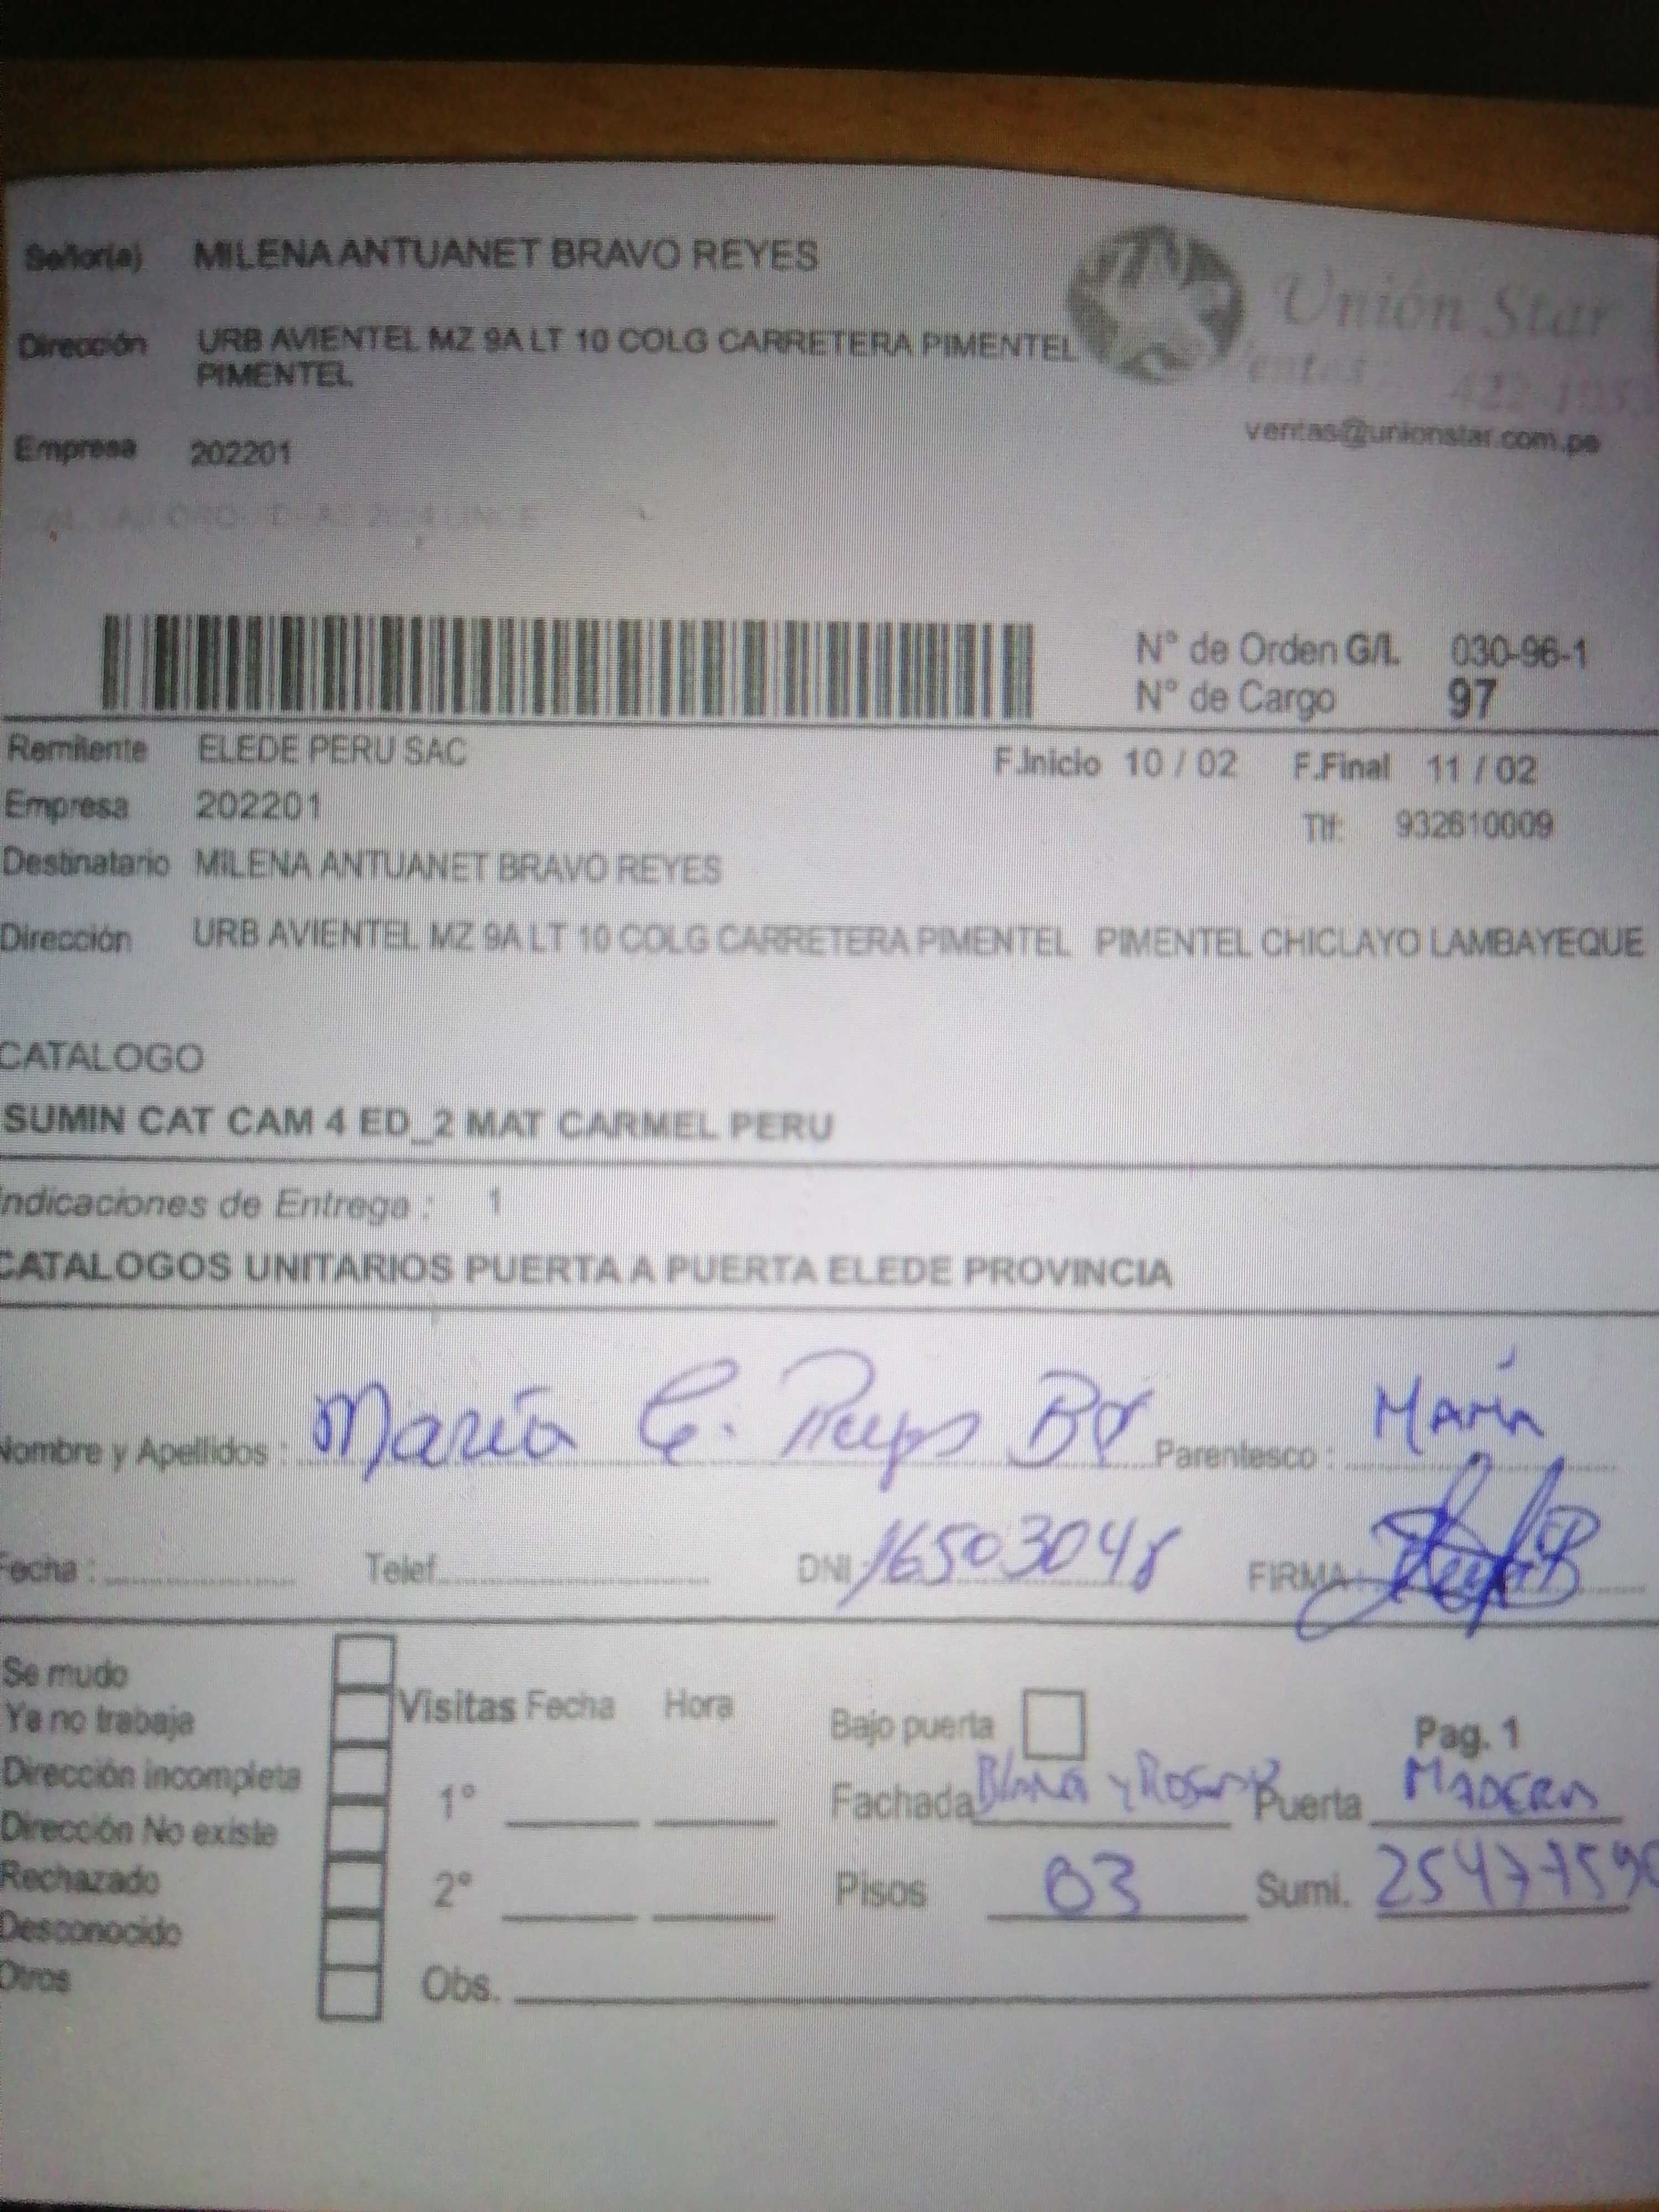 Señor(a) MILENA ANTUANET BRAVO REYES
Unión Star
Dirección URB AVIENTEL MZ 9A LT 10 COLG CARRETERA PIMENTEL
PIMENTEL
ventas@unionstar.com.pe
Empresa 202201
N° de Orden G/L 030-96-1
N° de Cargo 97
Remitente ELEDE PERU SAC F.Inicio 10 / 02 F.Final 11 / 02
Empresa 202201 Tlf: 932610009
Destinatario MILENA ANTUANET BRAVO REYES
Dirección URB AVIENTEL MZ 9A LT 10 COLG CARRETERA PIMENTEL PIMENTEL CHICLAYO LAMBAYEQUE
CATALOGO
SUMIN CAT CAM 4 ED_2 MAT CARMEL PERU
Indicaciones de Entrega : 1
CATALOGOS UNITARIOS PUERTA A PUERTA ELEDE PROVINCIA
Nombre y Apellidos : María Reyes Parentesco :
Fecha : Telef. DNI 16503048 FIRMA
Se mudo
Ya no trabaja
Dirección incompleta
Dirección No existe
Rechazado
Desconocido
Otros
Visitas Fecha Hora
1°
2°
Obs.
Bajo puerta Pag. 1
Fachada y Puerta MADERA
Pisos 03 Sumi.